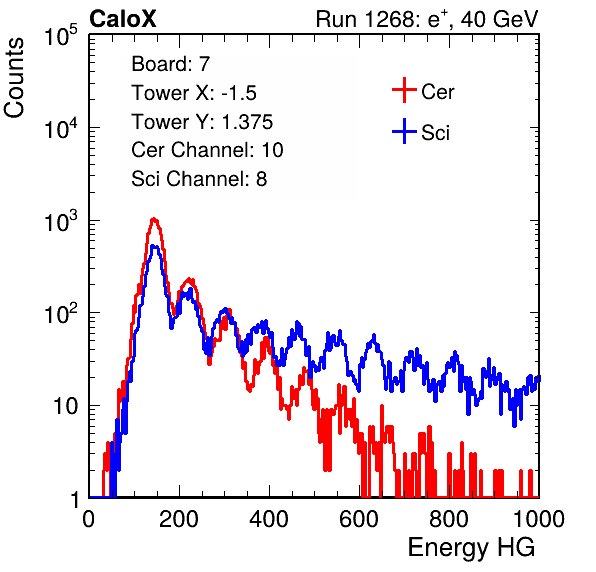 CaloX Run 1268: e⁺, 40 GeV
Counts
10⁵
10⁴
10³
10²
10
1
Board: 7
Tower X: -1.5
Tower Y: 1.375
Cer Channel: 10
Sci Channel: 8
Cer
Sci
0 200 400 600 800 1000
Energy HG